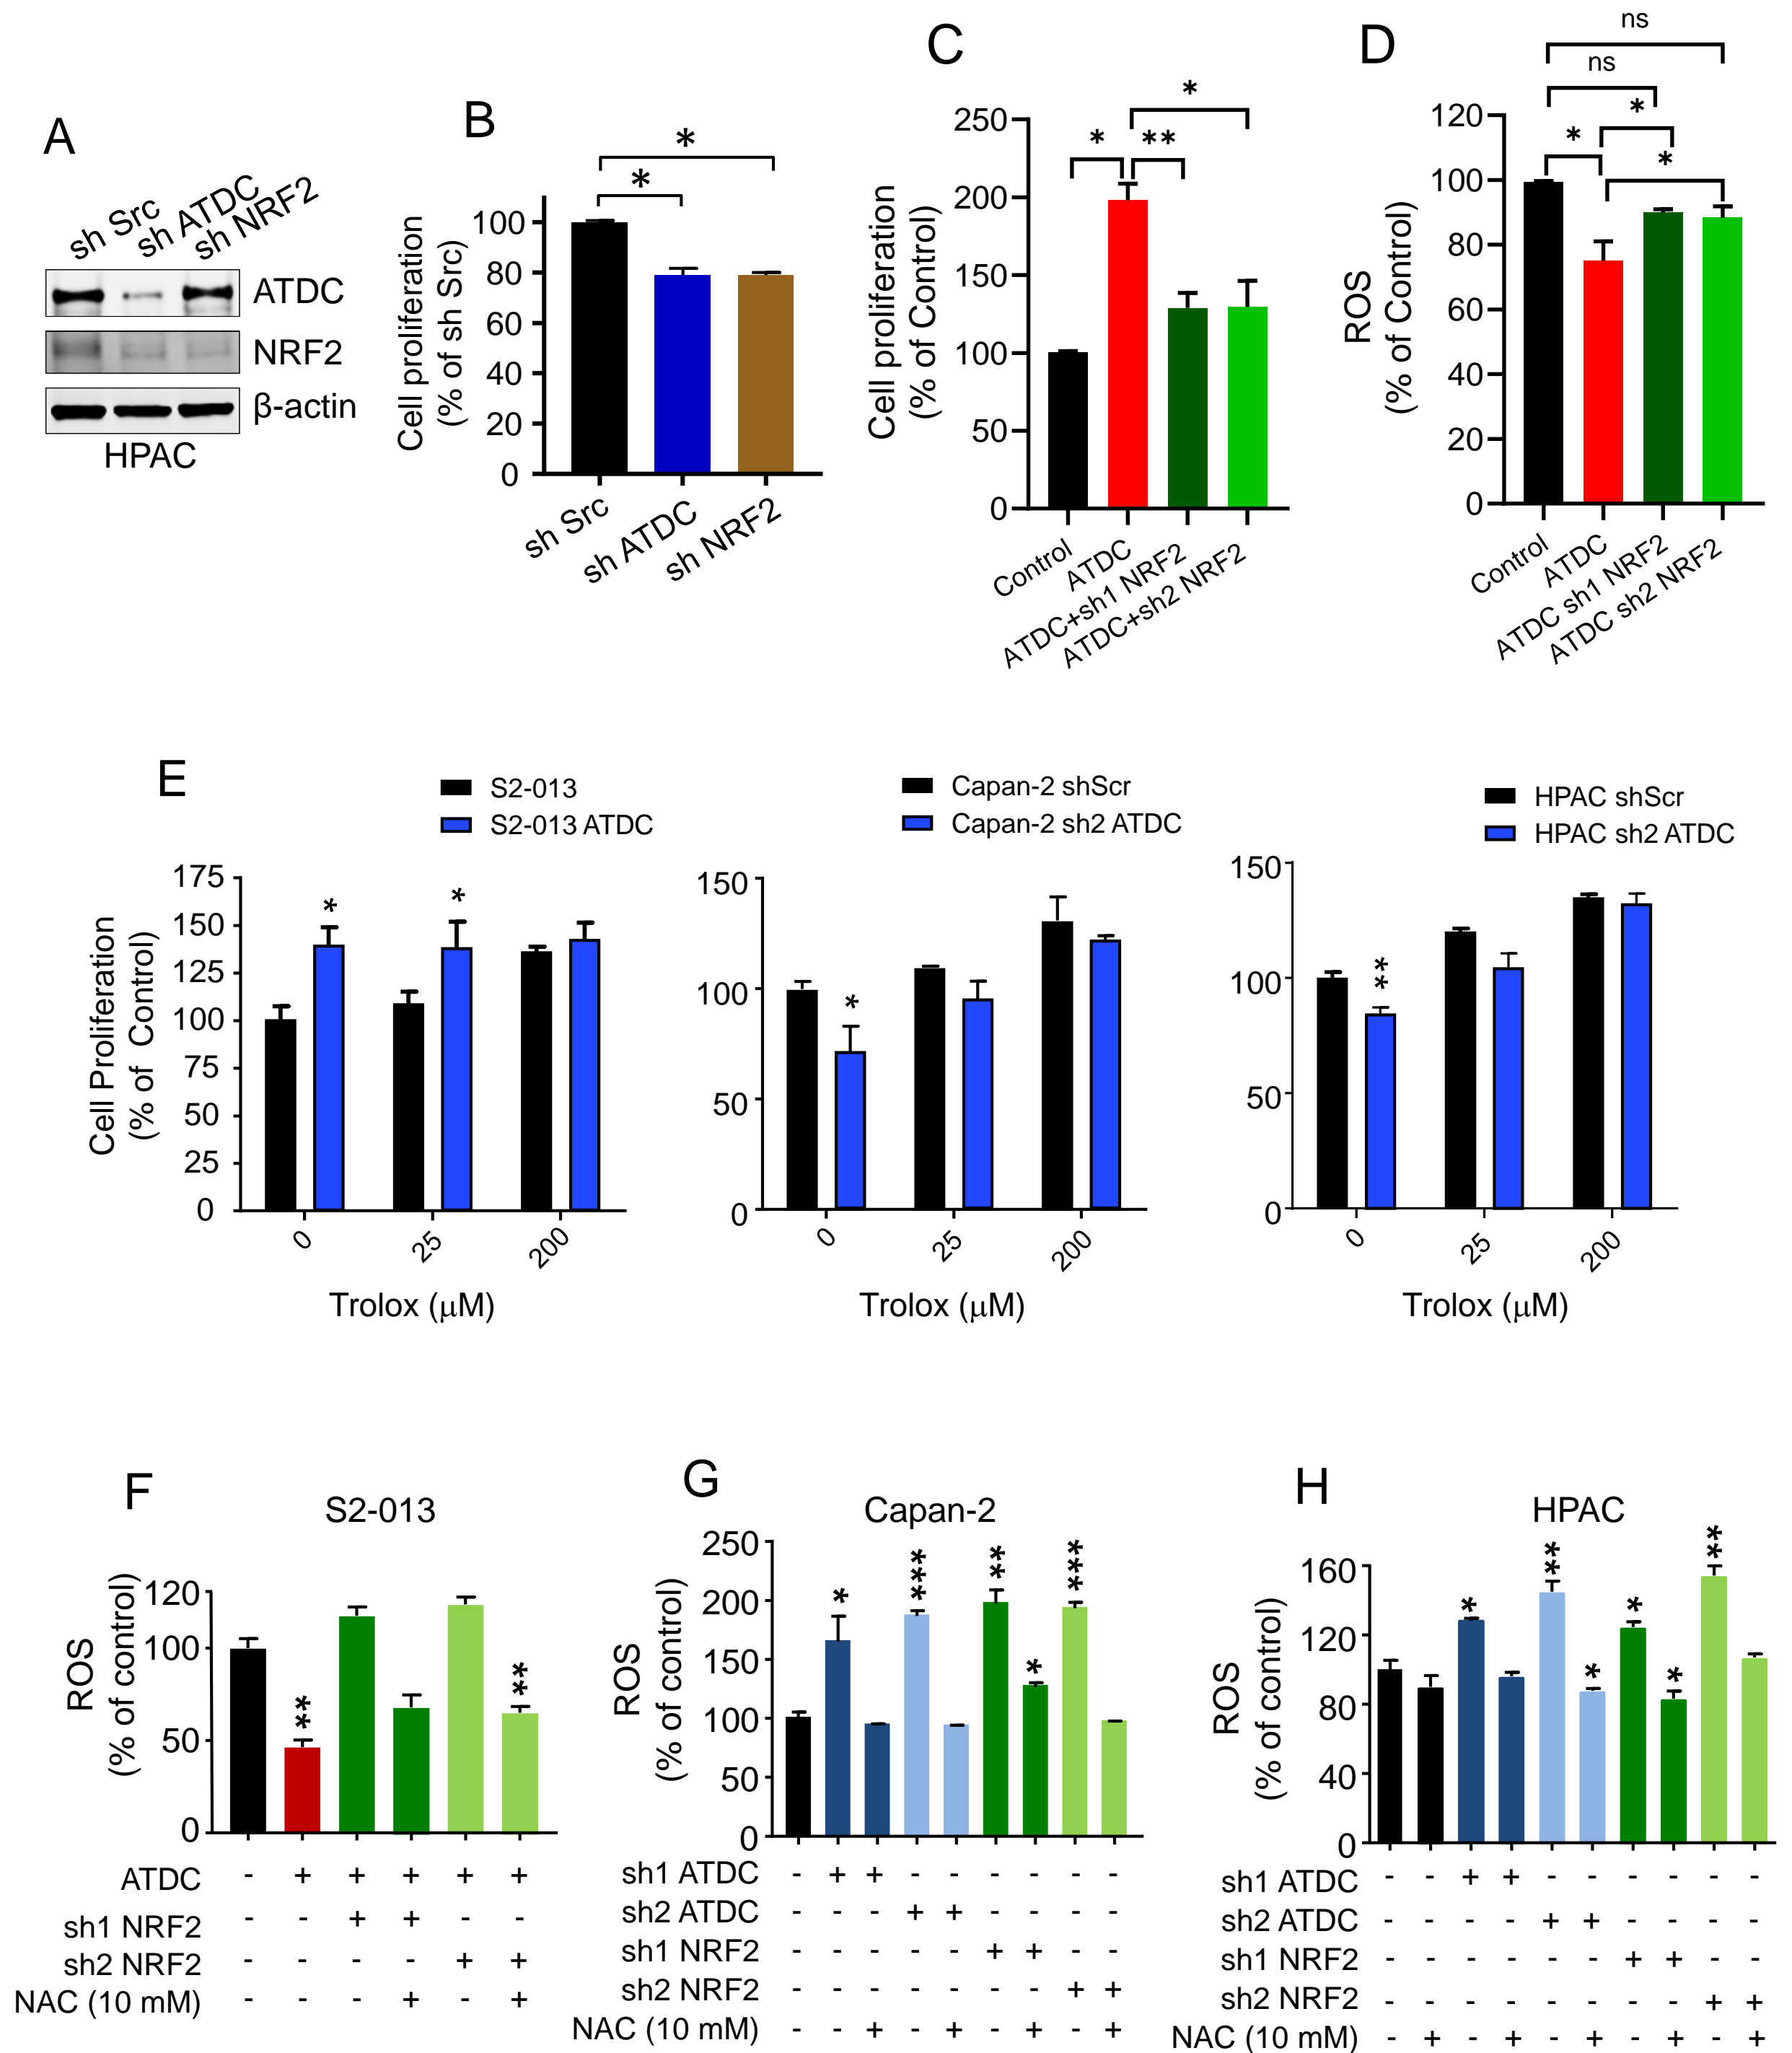 A
sh Src
sh ATDC
sh NRF2
ATDC
NRF2
β-actin
HPAC
B
*
*
Cell proliferation
(% of sh Src)
100
80
60
40
20
0
sh Src
sh ATDC
sh NRF2
C
*
* **
Cell proliferation
(% of Control)
250
200
150
100
50
0
Control
ATDC
ATDC+sh1 NRF2
ATDC+sh2 NRF2
D
ns
ns
*
*
*
ROS
(% of Control)
120
100
80
60
40
20
0
Control
ATDC
ATDC sh1 NRF2
ATDC sh2 NRF2
E
S2-013
S2-013 ATDC
Cell Proliferation
(% of Control)
175
150
125
100
75
50
25
0
* *
0 25 200
Trolox (μM)
Capan-2 shScr
Capan-2 sh2 ATDC
150
100
50
0
*
0 25 200
Trolox (μM)
HPAC shScr
HPAC sh2 ATDC
150
100
50
0
**
0 25 200
Trolox (μM)
F
S2-013
ROS
(% of control)
120
100
50
0
** **
ATDC - + + + + +
sh1 NRF2 - - + + - -
sh2 NRF2 - - - - + +
NAC (10 mM) - - - + - +
G
Capan-2
ROS
(% of control)
250
200
150
100
50
0
* *** ** * ***
sh1 ATDC - + + - - - - - -
sh2 ATDC - - - + + - - - -
sh1 NRF2 - - - - - + + - -
sh2 NRF2 - - - - - - - + +
NAC (10 mM) - - + - + - + - +
H
HPAC
ROS
(% of control)
160
120
80
40
0
* ** * * * **
sh1 ATDC - - + + - - - - - -
sh2 ATDC - - - - + + - - - -
sh1 NRF2 - - - - - - + + - -
sh2 NRF2 - - - - - - - - + +
NAC (10 mM) - + - + - + - + - +